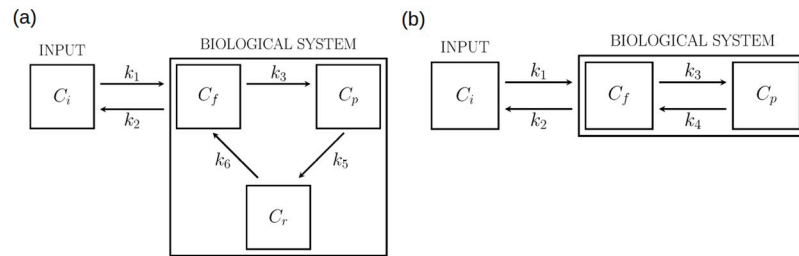 (a)
INPUT
BIOLOGICAL SYSTEM
C_i
k_1
k_2
C_f
k_3
C_p
k_6
k_5
C_r
(b)
INPUT
BIOLOGICAL SYSTEM
C_i
k_1
k_2
C_f
k_3
k_4
C_p